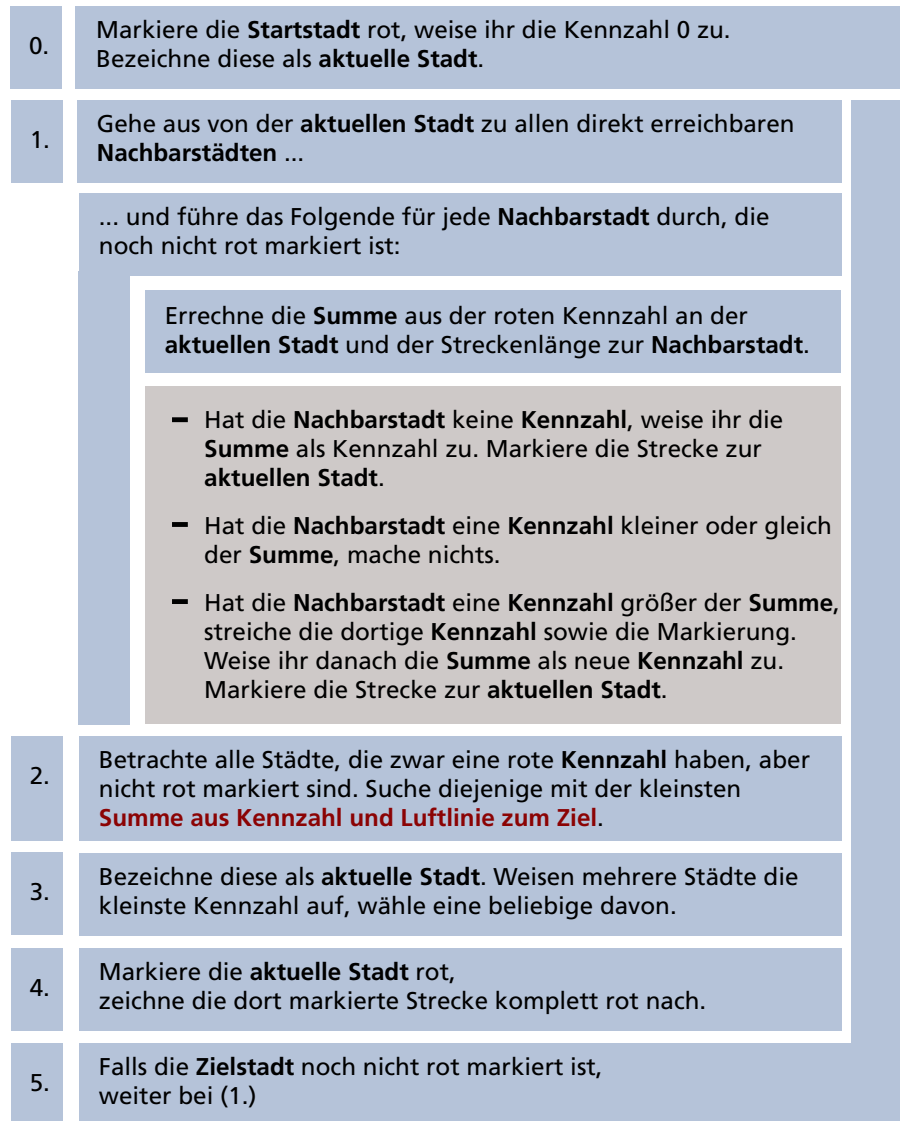 0.
Markiere die Startstadt rot, weise ihr die Kennzahl 0 zu.
Bezeichne diese als aktuelle Stadt.
1.
Gehe aus von der aktuellen Stadt zu allen direkt erreichbaren
Nachbarstädten ...
... und führe das Folgende für jede Nachbarstadt durch, die
noch nicht rot markiert ist:
Errechne die Summe aus der roten Kennzahl an der
aktuellen Stadt und der Streckenlänge zur Nachbarstadt.
– Hat die Nachbarstadt keine Kennzahl, weise ihr die
Summe als Kennzahl zu. Markiere die Strecke zur
aktuellen Stadt.
– Hat die Nachbarstadt eine Kennzahl kleiner oder gleich
der Summe, mache nichts.
– Hat die Nachbarstadt eine Kennzahl größer der Summe,
streiche die dortige Kennzahl sowie die Markierung.
Weise ihr danach die Summe als neue Kennzahl zu.
Markiere die Strecke zur aktuellen Stadt.
2.
Betrachte alle Städte, die zwar eine rote Kennzahl haben, aber
nicht rot markiert sind. Suche diejenige mit der kleinsten
Summe aus Kennzahl und Luftlinie zum Ziel.
3.
Bezeichne diese als aktuelle Stadt. Weisen mehrere Städte die
kleinste Kennzahl auf, wähle eine beliebige davon.
4.
Markiere die aktuelle Stadt rot,
zeichne die dort markierte Strecke komplett rot nach.
5.
Falls die Zielstadt noch nicht rot markiert ist,
weiter bei (1.)